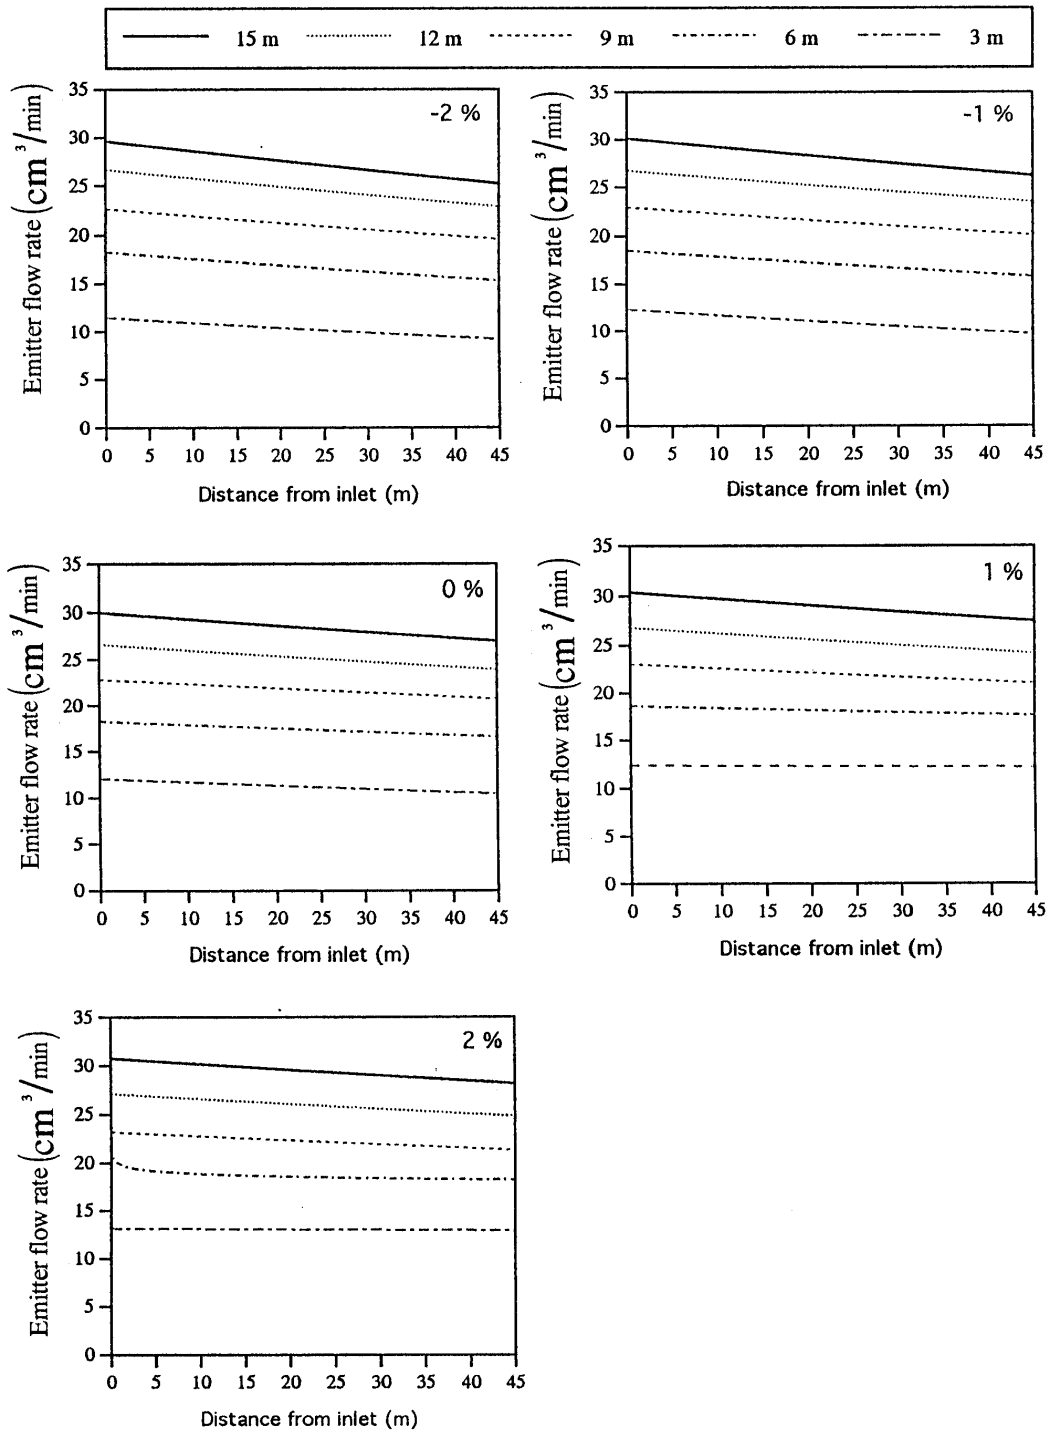 15 m 12 m 9 m 6 m 3 m
-2 %
Emitter flow rate (cm³/min)
35
30
25
20
15
10
5
0
0 5 10 15 20 25 30 35 40 45
Distance from inlet (m)
-1 %
Emitter flow rate (cm³/min)
35
30
25
20
15
10
5
0
0 5 10 15 20 25 30 35 40 45
Distance from inlet (m)
0 %
Emitter flow rate (cm³/min)
35
30
25
20
15
10
5
0
0 5 10 15 20 25 30 35 40 45
Distance from inlet (m)
1 %
Emitter flow rate (cm³/min)
35
30
25
20
15
10
5
0
0 5 10 15 20 25 30 35 40 45
Distance from inlet (m)
2 %
Emitter flow rate (cm³/min)
35
30
25
20
15
10
5
0
0 5 10 15 20 25 30 35 40 45
Distance from inlet (m)